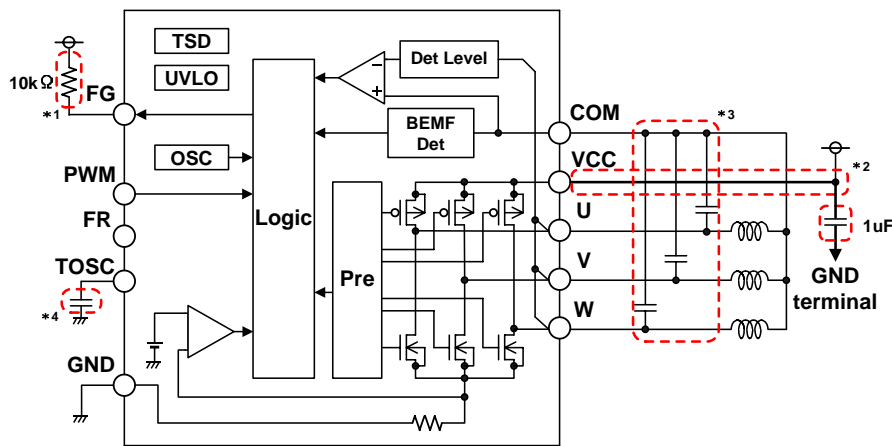 TSD
UVLO
OSC
Logic
Pre
Det Level
BEMF
Det
−
+
10kΩ
FG
*1
PWM
FR
TOSC
*4
GND
COM
VCC
U
V
W
*3
*2
1uF
GND
terminal